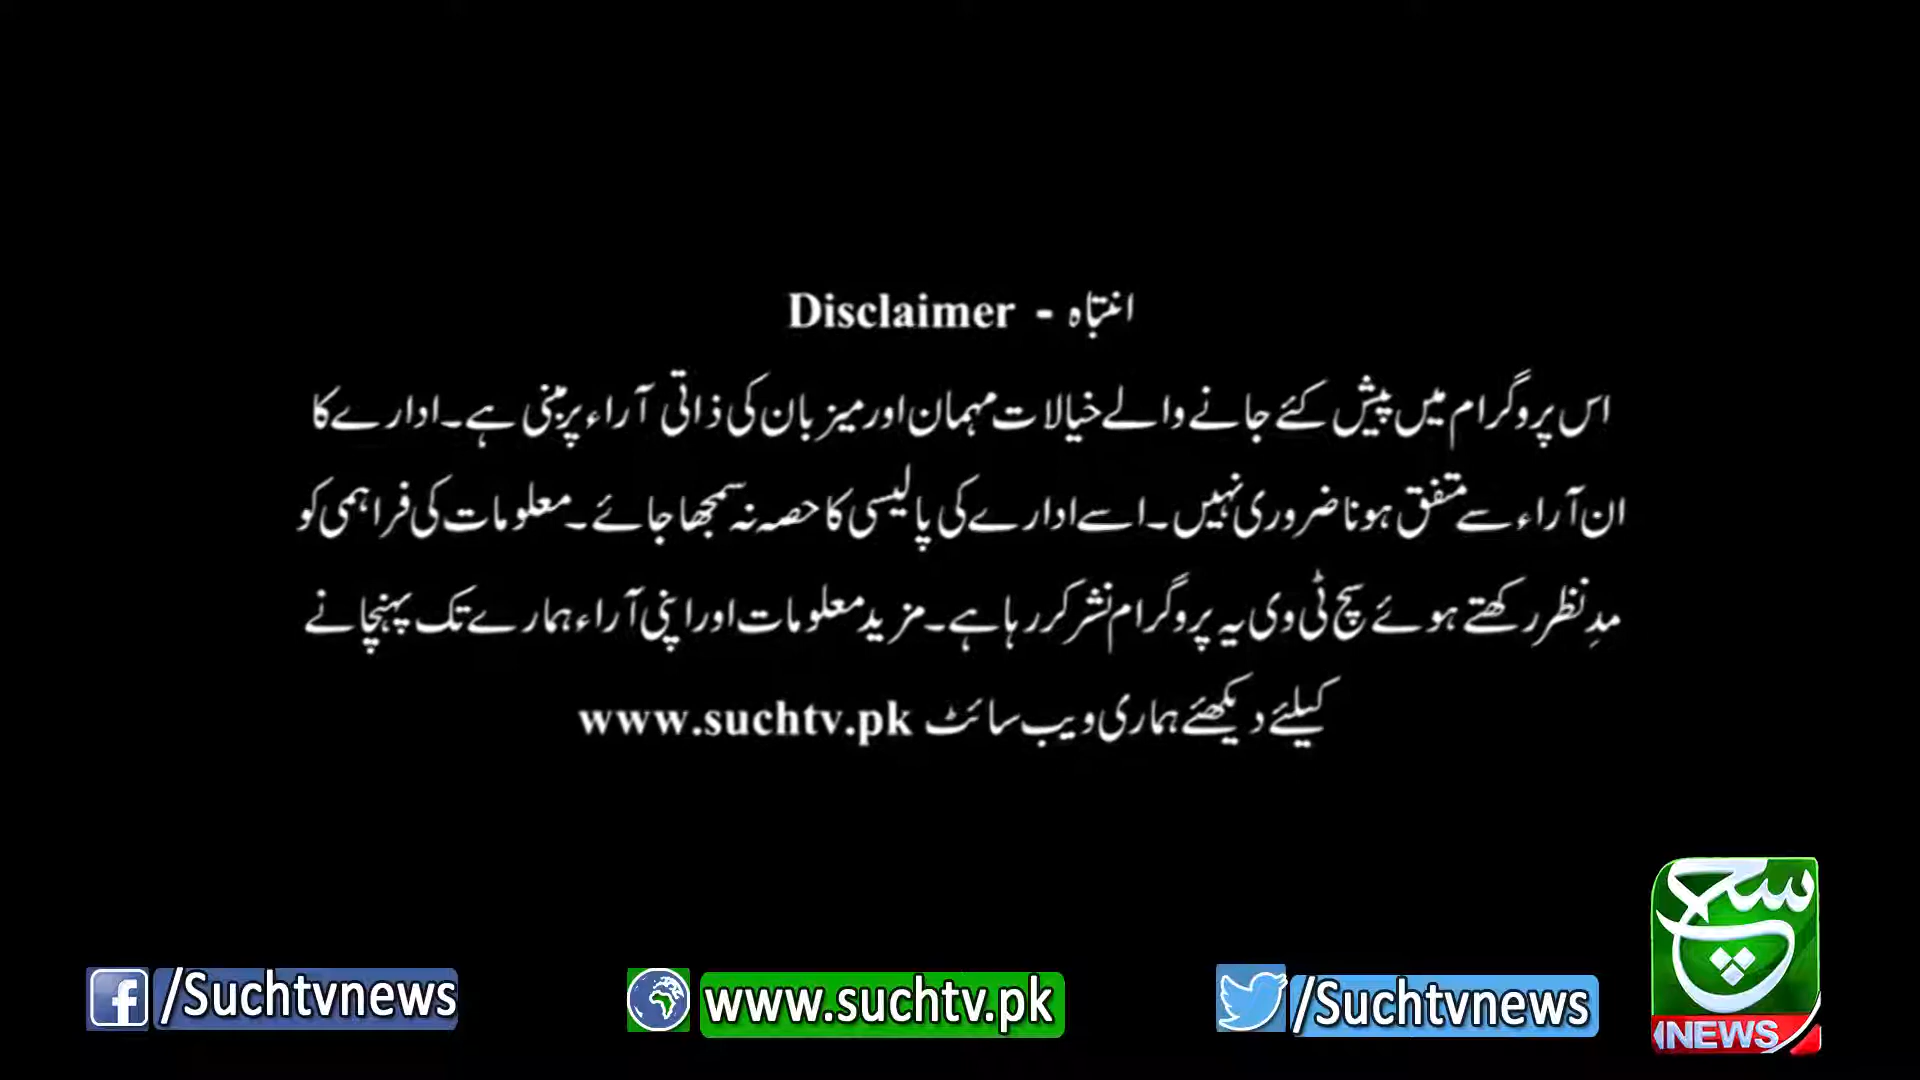 انتباہ - Disclaimer
اس پروگرام میں پیش کئے جانے والے خیالات مہمان اور میزبان کی ذاتی آراء پر مبنی ہے۔ ادارے کا
ان آراء سے متفق ہونا ضروری نہیں۔ اسے ادارے کی پالیسی کا حصہ نہ سمجھا جائے۔ معلومات کی فراہمی کو
مدِنظر رکھتے ہوئے سچ ٹی وی یہ پروگرام نشر کر رہا ہے۔ مزید معلومات اور اپنی آراء ہمارے تک پہنچانے
کیلئے دیکھئے ہماری ویب سائٹ www.suchtv.pk
سچ
NEWS
/Suchtvnews
www.suchtv.pk
/Suchtvnews